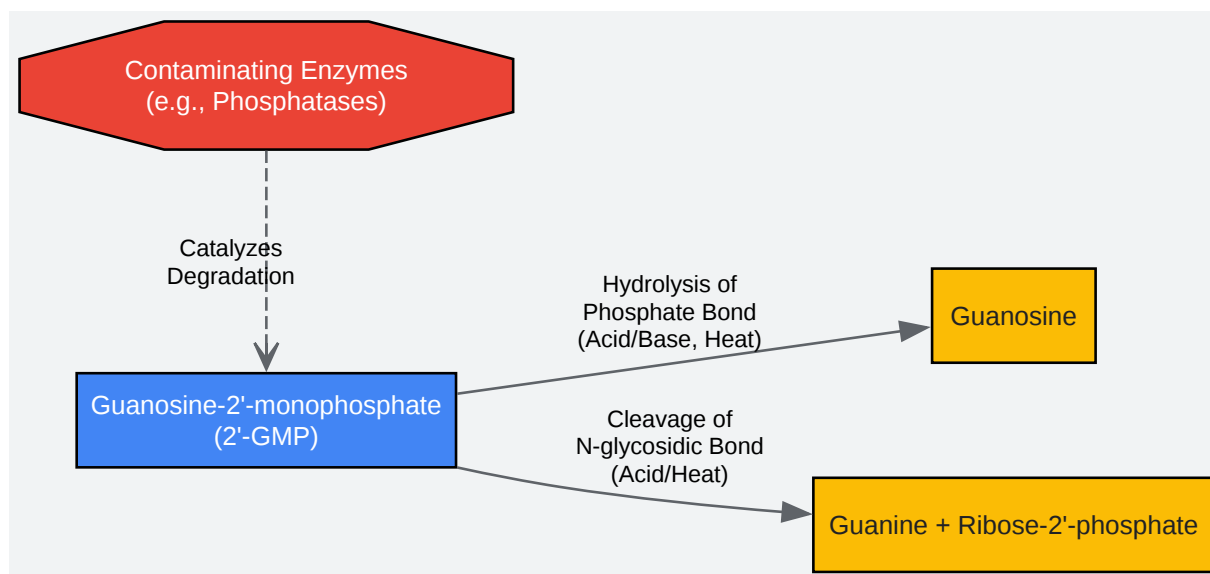 Contaminating Enzymes
(e.g., Phosphatases)
Catalyzes
Degradation
Guanosine-2'-monophosphate
(2'-GMP)
Hydrolysis of
Phosphate Bond
(Acid/Base, Heat)
Guanosine
Cleavage of
N-glycosidic Bond
(Acid/Heat)
Guanine + Ribose-2'-phosphate